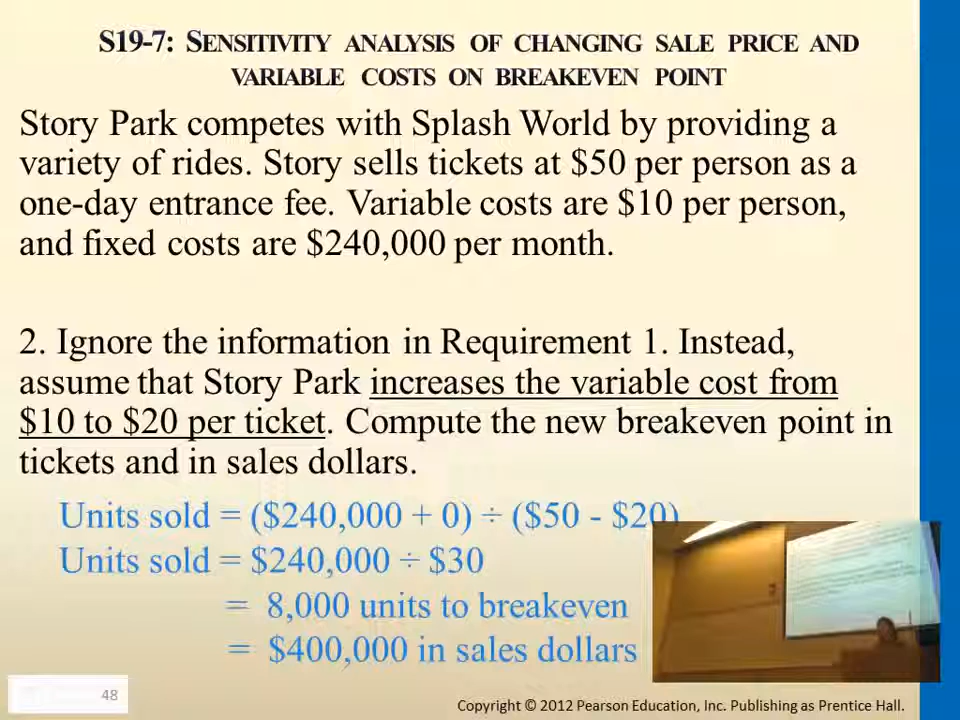 S19-7: SENSITIVITY ANALYSIS OF CHANGING SALE PRICE AND
VARIABLE COSTS ON BREAKEVEN POINT
Story Park competes with Splash World by providing a
variety of rides. Story sells tickets at $50 per person as a
one-day entrance fee. Variable costs are $10 per person,
and fixed costs are $240,000 per month.
2. Ignore the information in Requirement 1. Instead,
assume that Story Park increases the variable cost from
$10 to $20 per ticket. Compute the new breakeven point in
tickets and in sales dollars.
Units sold = ($240,000 + 0) ÷ ($50 - $20)
Units sold = $240,000 ÷ $30
= 8,000 units to breakeven
= $400,000 in sales dollars
48
Copyright © 2012 Pearson Education, Inc. Publishing as Prentice Hall.